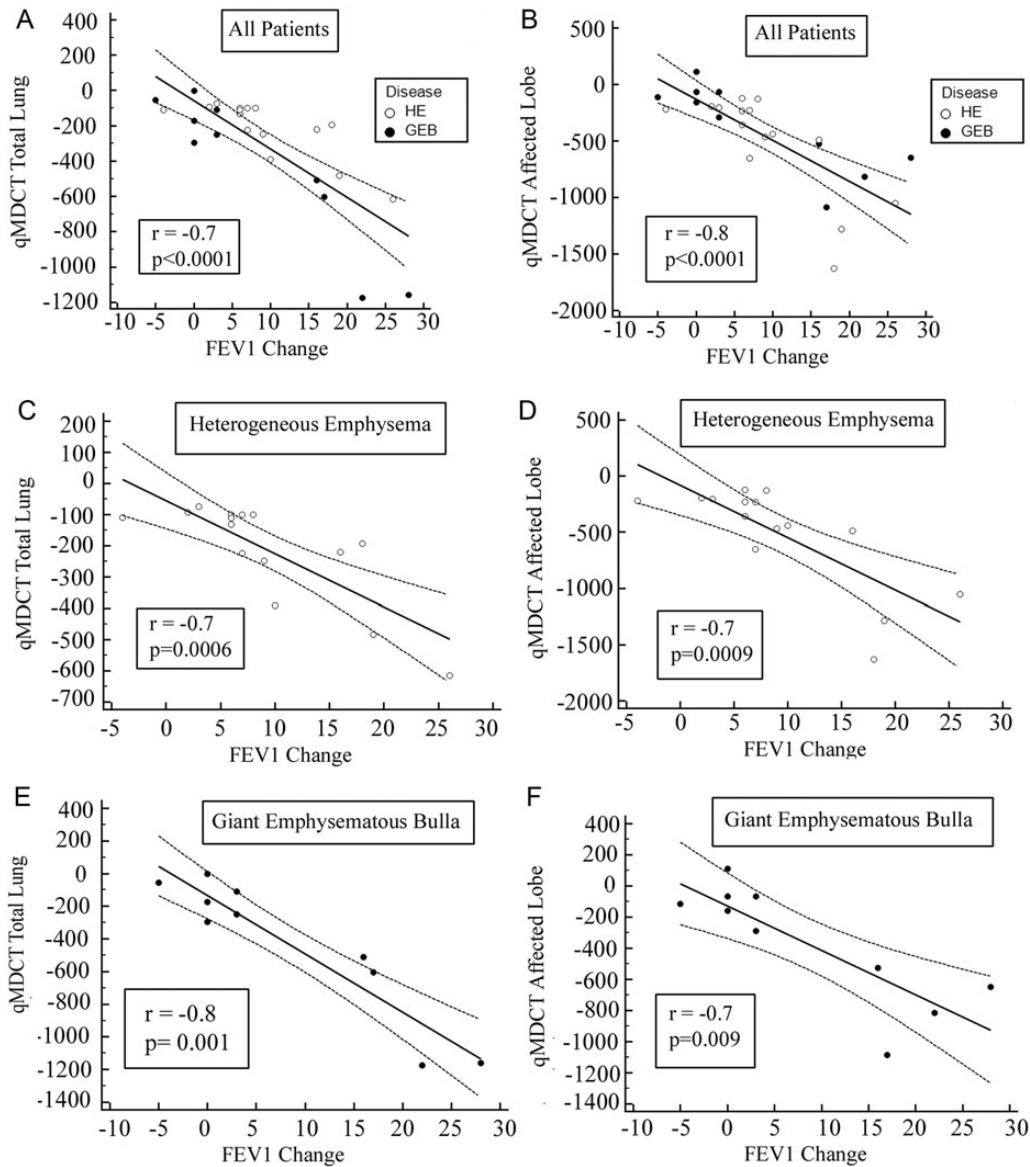 A
All Patients
qMDCT Total Lung
400
200
0
-200
-400
-600
-800
-1000
-1200
Disease
HE
GEB
r = -0.7
p<0.0001
-10 -5 0 5 10 15 20 25 30
FEV1 Change
B
All Patients
qMDCT Affected Lobe
500
0
-500
-1000
-1500
-2000
Disease
HE
GEB
r = -0.8
p<0.0001
-10 -5 0 5 10 15 20 25 30
FEV1 Change
C
Heterogeneous Emphysema
qMDCT Total Lung
200
100
0
-100
-200
-300
-400
-500
-600
-700
r = -0.7
p=0.0006
-5 0 5 10 15 20 25 30
FEV1 Change
D
Heterogeneous Emphysema
qMDCT Affected Lobe
500
0
-500
-1000
-1500
-2000
r = -0.7
p=0.0009
-5 0 5 10 15 20 25 30
FEV1 Change
E
Giant Emphysematous Bulla
qMDCT Total Lung
400
200
0
-200
-400
-600
-800
-1000
-1200
-1400
r = -0.8
p= 0.001
-10 -5 0 5 10 15 20 25 30
FEV1 Change
F
Giant Emphysematous Bulla
qMDCT Affected Lobe
400
200
0
-200
-400
-600
-800
-1000
-1200
-1400
r = -0.7
p=0.009
-10 -5 0 5 10 15 20 25 30
FEV1 Change